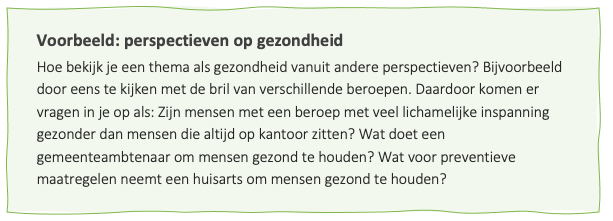 Voorbeeld: perspectieven op gezondheid
Hoe bekijk je een thema als gezondheid vanuit andere perspectieven? Bijvoorbeeld
door eens te kijken met de bril van verschillende beroepen. Daardoor komen er
vragen in je op als: Zijn mensen met een beroep met veel lichamelijke inspanning
gezonder dan mensen die altijd op kantoor zitten? Wat doet een
gemeenteambtenaar om mensen gezond te houden? Wat voor preventieve
maatregelen neemt een huisarts om mensen gezond te houden?